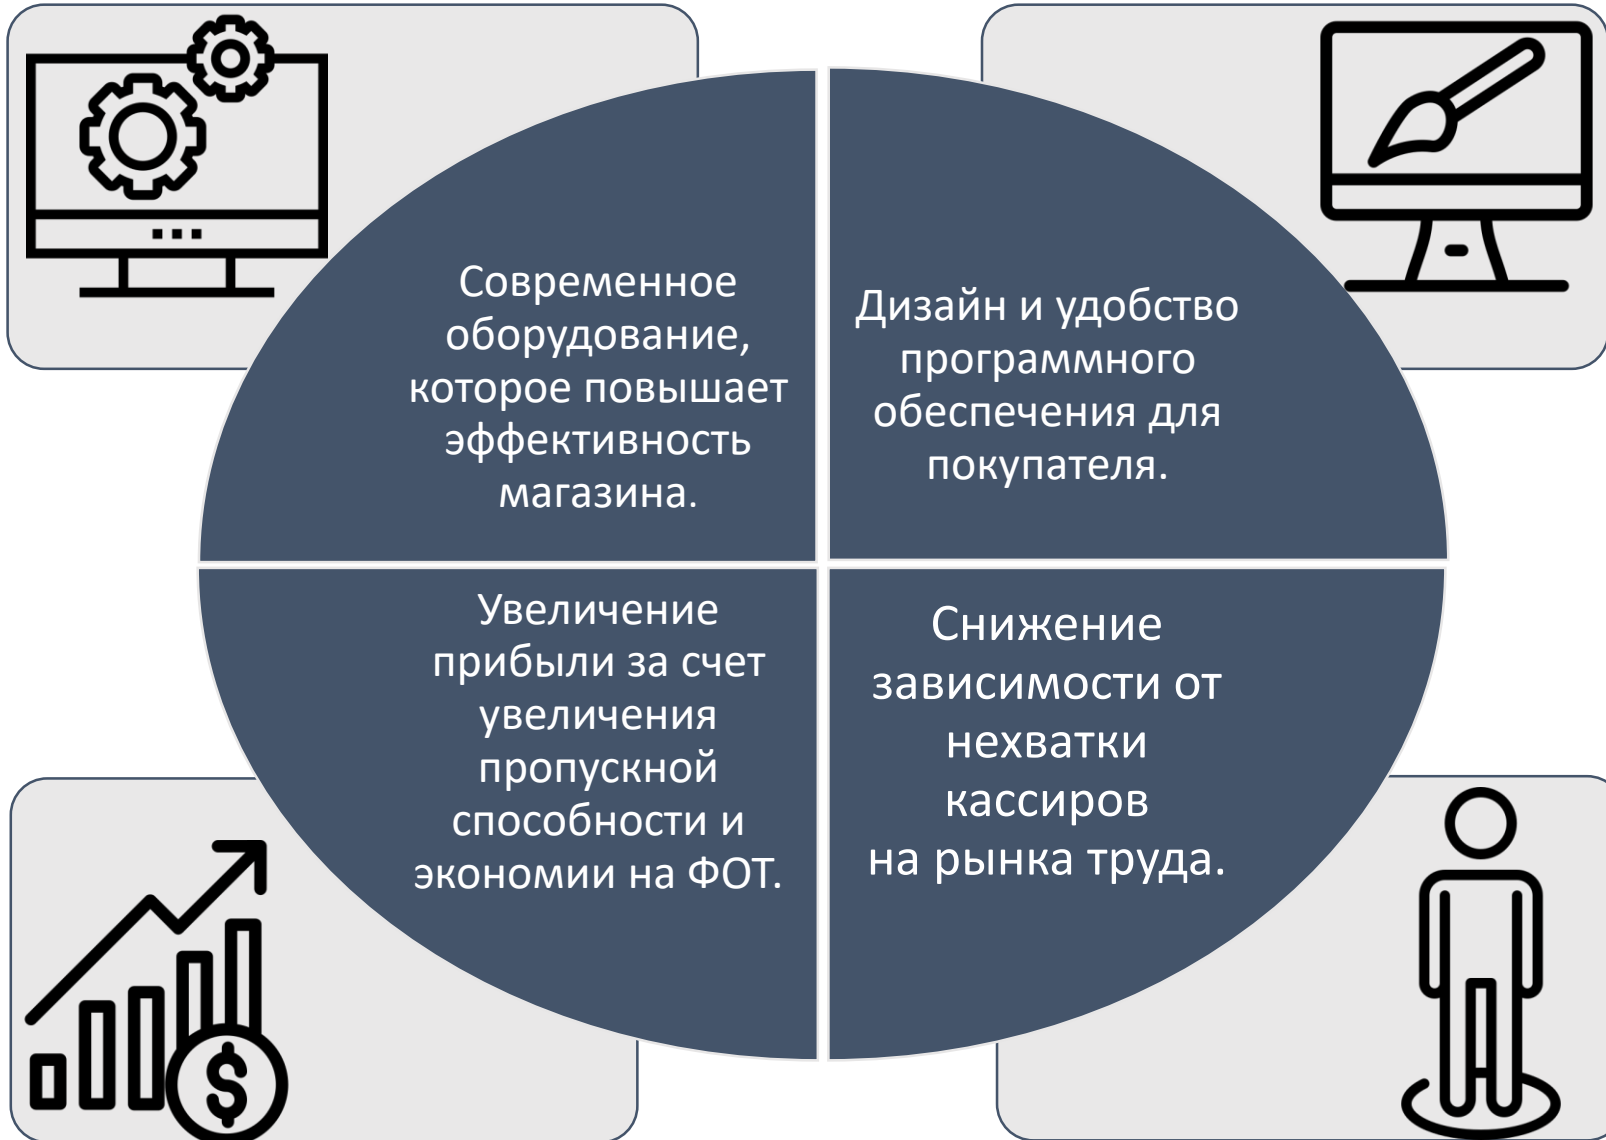 Современное
оборудование,
которое повышает
эффективность
магазина.
Дизайн и удобство
программного
обеспечения для
покупателя.
Увеличение
прибыли за счет
увеличения
пропускной
способности и
экономии на ФОТ.
Снижение
зависимости от
нехватки
кассиров
на рынка труда.
$